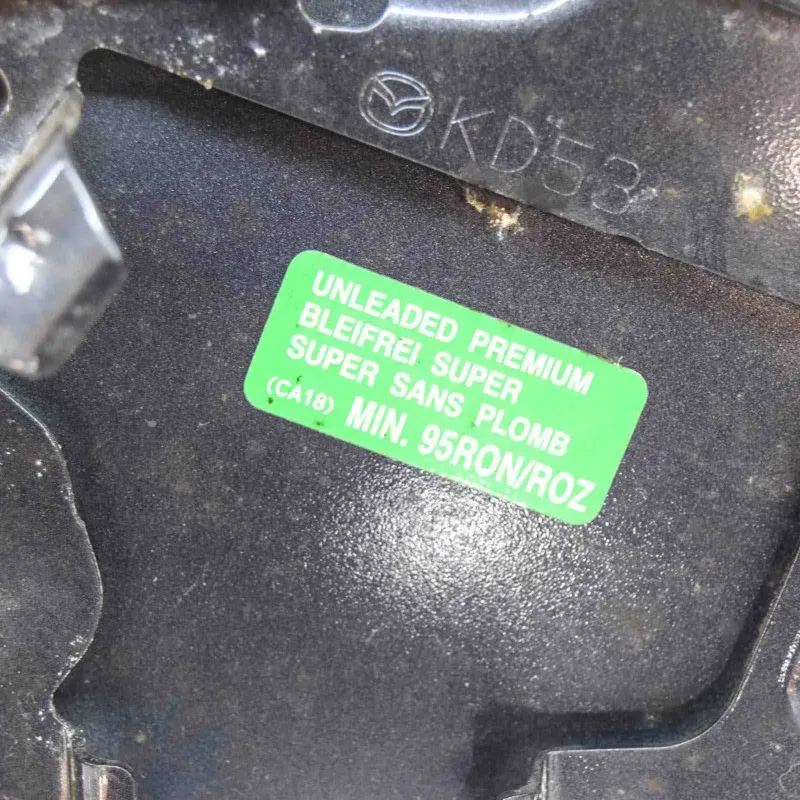 KD53
UNLEADED PREMIUM
BLEIFREI SUPER
SUPER SANS PLOMB
(CA18) MIN. 95RON/ROZ